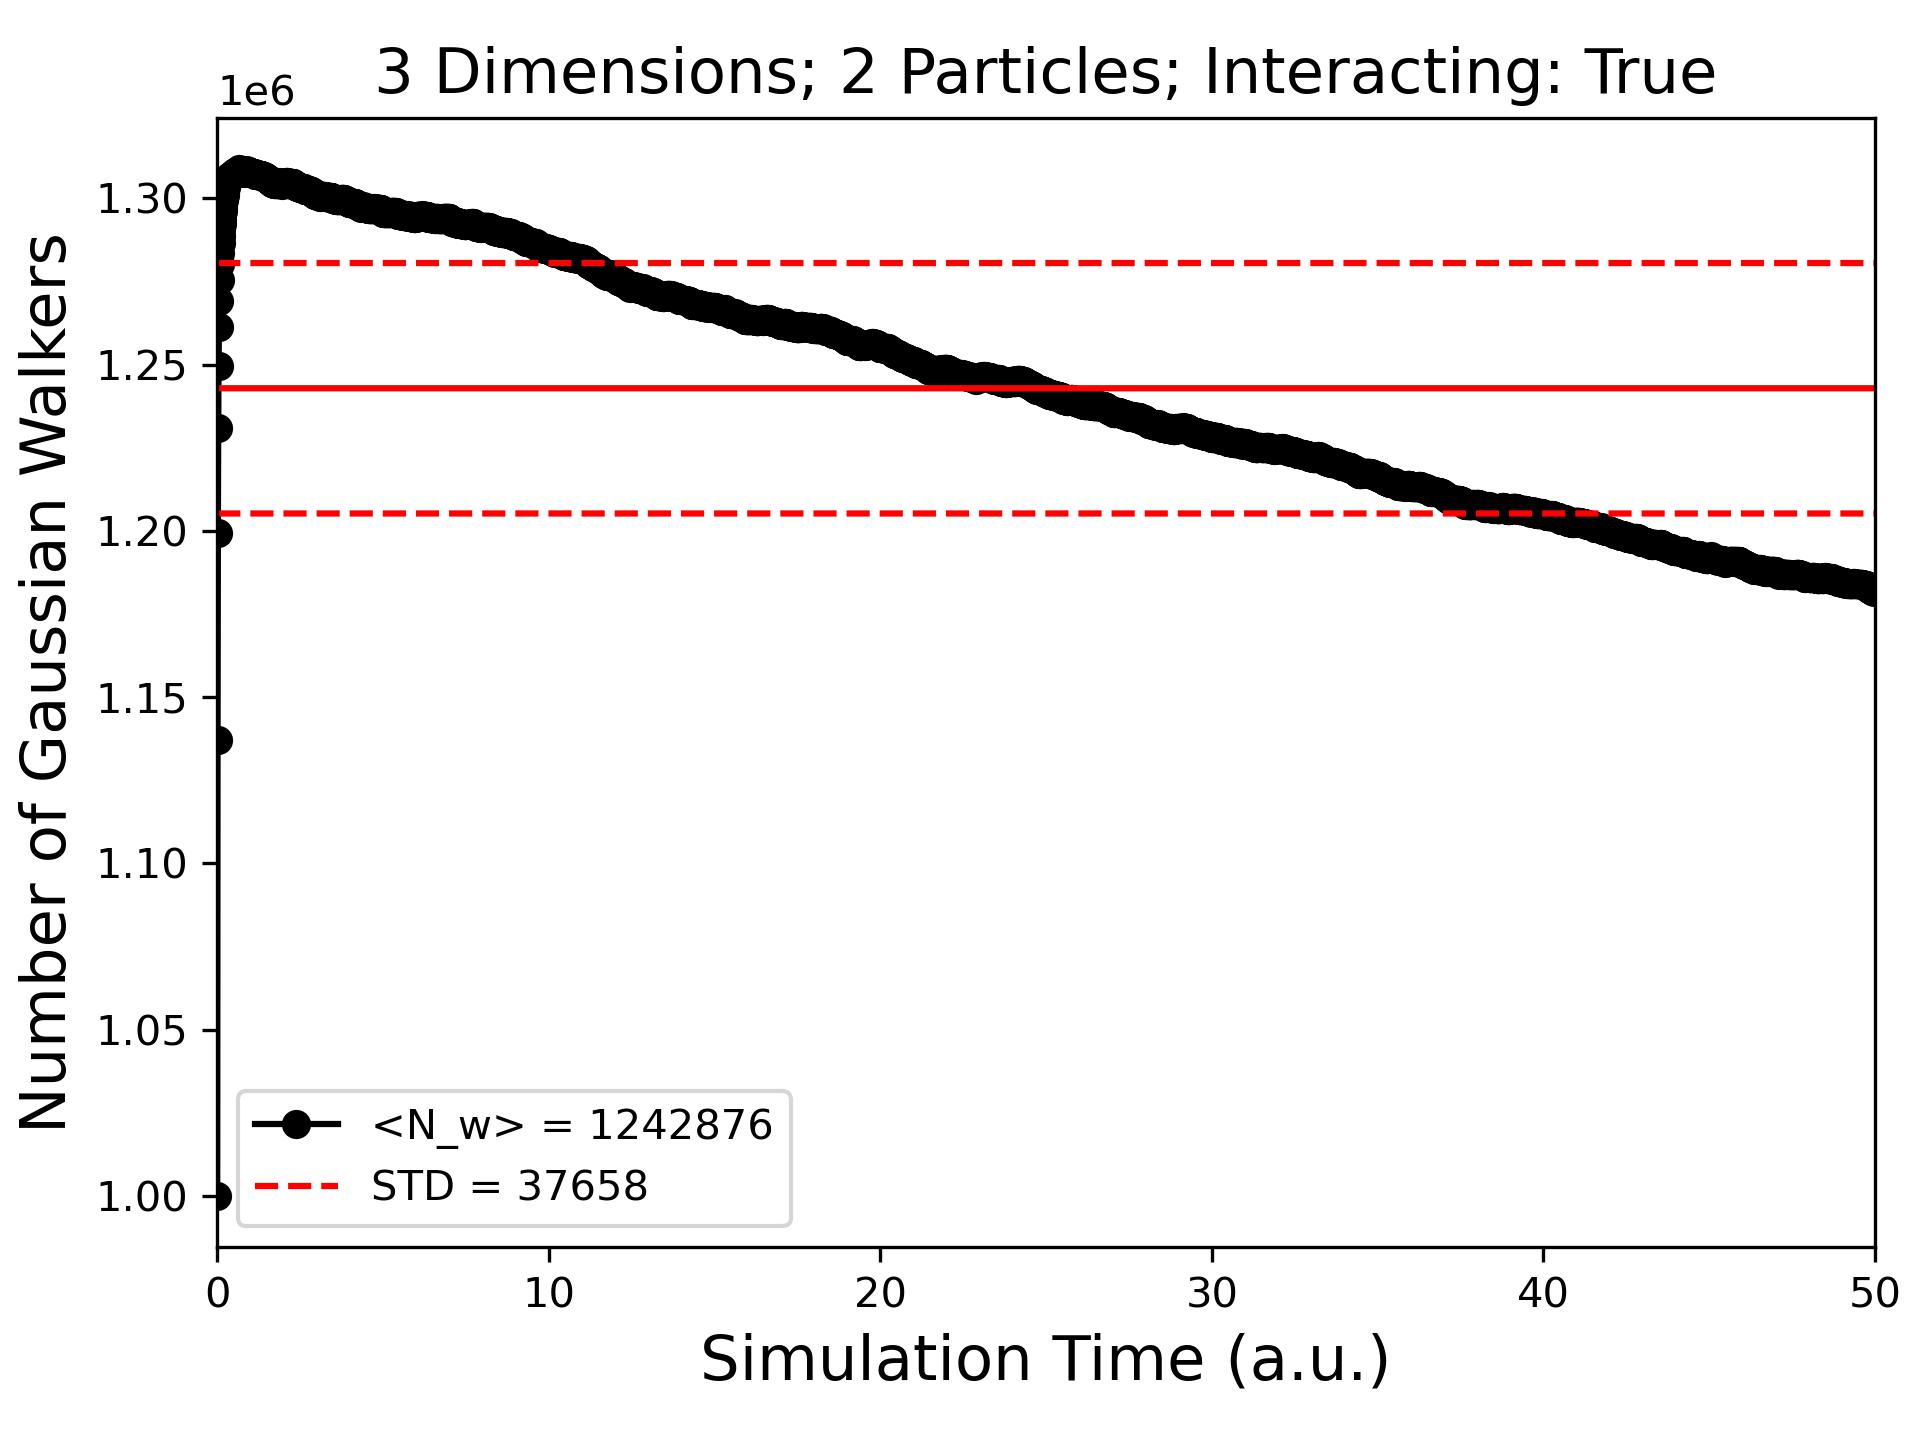 3 Dimensions; 2 Particles; Interacting: True
1e6
Number of Gaussian Walkers
1.30
1.25
1.20
1.15
1.10
1.05
1.00
<N_w> = 1242876
STD = 37658
0 10 20 30 40 50
Simulation Time (a.u.)